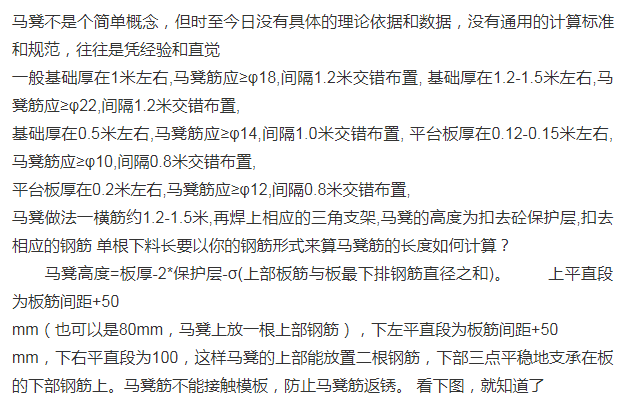 马凳不是个简单概念，但时至今日没有具体的理论依据和数据，没有通用的计算标准
和规范，往往是凭经验和直觉
一般基础厚在1米左右,马凳筋应≥φ18,间隔1.2米交错布置, 基础厚在1.2-1.5米左右,马
凳筋应≥φ22,间隔1.2米交错布置,
基础厚在0.5米左右,马凳筋应≥φ14,间隔1.0米交错布置, 平台板厚在0.12-0.15米左右,
马凳筋应≥φ10,间隔0.8米交错布置,
平台板厚在0.2米左右,马凳筋应≥φ12,间隔0.8米交错布置,
马凳做法一横筋约1.2-1.5米,再焊上相应的三角支架,马凳的高度为扣去砼保护层,扣去
相应的钢筋 单根下料长要以你的钢筋形式来算马凳筋的长度如何计算？
马凳高度=板厚-2*保护层-σ(上部板筋与板最下排钢筋直径之和)。 上平直段
为板筋间距+50
mm（也可以是80mm，马凳上放一根上部钢筋），下左平直段为板筋间距+50
mm，下右平直段为100，这样马凳的上部能放置二根钢筋，下部三点平稳地支承在板
的下部钢筋上。马凳筋不能接触模板，防止马凳筋返锈。 看下图，就知道了